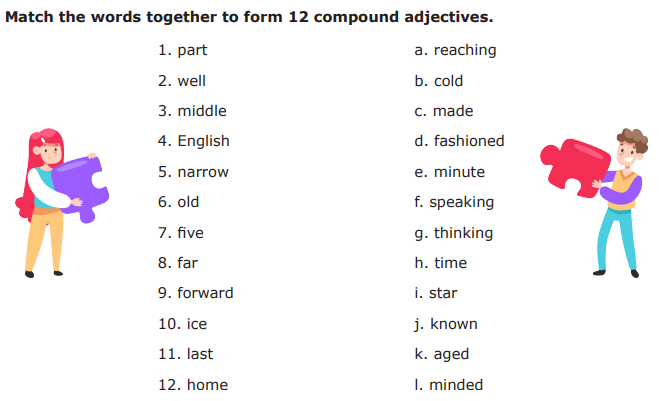 Match the words together to form 12 compound adjectives.
1. part a. reaching
2. well b. cold
3. middle c. made
4. English d. fashioned
5. narrow e. minute
6. old f. speaking
7. five g. thinking
8. far h. time
9. forward i. star
10. ice j. known
11. last k. aged
12. home l. minded